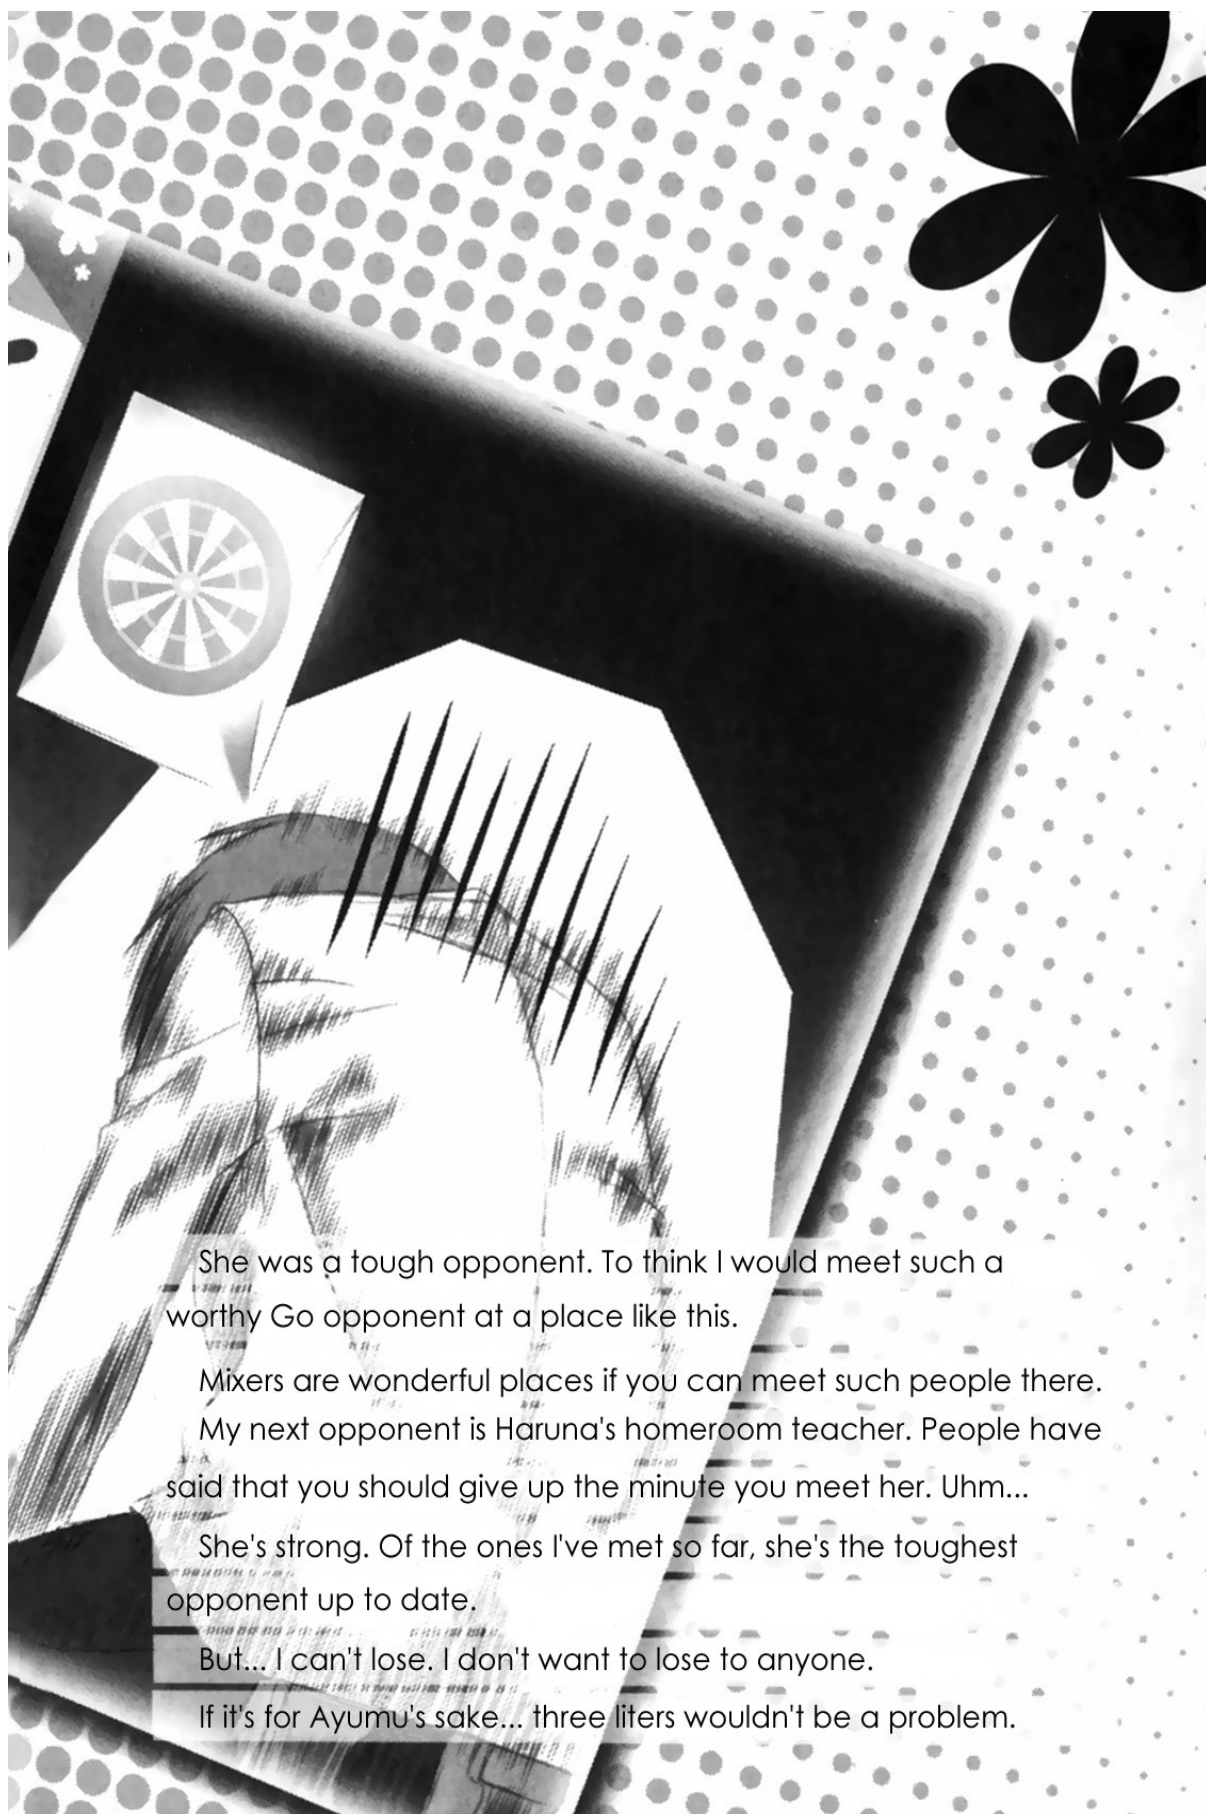 She was a tough opponent. To think I would meet such a
worthy Go opponent at a place like this.
Mixers are wonderful places if you can meet such people there.
My next opponent is Haruna's homeroom teacher. People have
said that you should give up the minute you meet her. Uhm...
She's strong. Of the ones I've met so far, she's the toughest
opponent up to date.
But... I can't lose. I don't want to lose to anyone.
If it's for Ayumu's sake... three liters wouldn't be a problem.